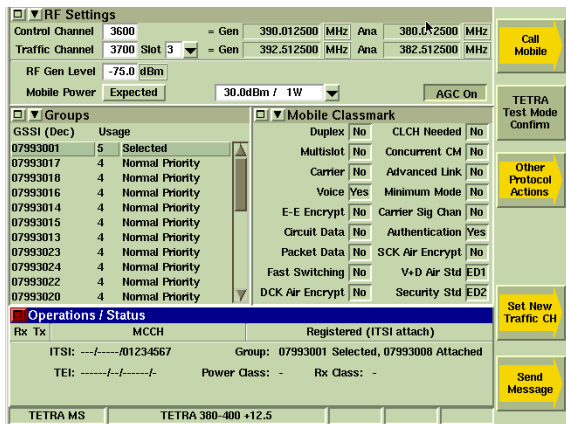 RF Settings
Control Channel 3600 = Gen 390.012500 MHz Ana 380.012500 MHz
Traffic Channel 3700 Slot 3 = Gen 392.512500 MHz Ana 382.512500 MHz
RF Gen Level -75.0 dBm
Mobile Power Expected 30.0dBm / 1W AGC On
Call Mobile
TETRA Test Mode Confirm
Other Protocol Actions
Set New Traffic CH
Send Message
Groups
GSSI (Dec) Usage
07993001 5 Selected
07993017 4 Normal Priority
07993018 4 Normal Priority
07993016 4 Normal Priority
07993014 4 Normal Priority
07993015 4 Normal Priority
07993013 4 Normal Priority
07993023 4 Normal Priority
07993024 4 Normal Priority
07993022 4 Normal Priority
07993020 4 Normal Priority
Mobile Classmark
Duplex No CLCH Needed No
Multislot No Concurrent CM No
Carrier No Advanced Link No
Voice Yes Minimum Mode No
E-E Encrypt No Carrier Sig Chan No
Circuit Data No Authentication Yes
Packet Data No SCK Air Encrypt No
Fast Switching No V+D Air Std ED1
DCK Air Encrypt No Security Std ED2
Operations / Status
Rx Tx MCCH Registered (ITSI attach)
ITSI: ---/-----/01234567 Group: 07993001 Selected, 07993008 Attached
TEI: ------/--/------/- Power Class: - Rx Class: -
TETRA MS TETRA 380-400 +12.5